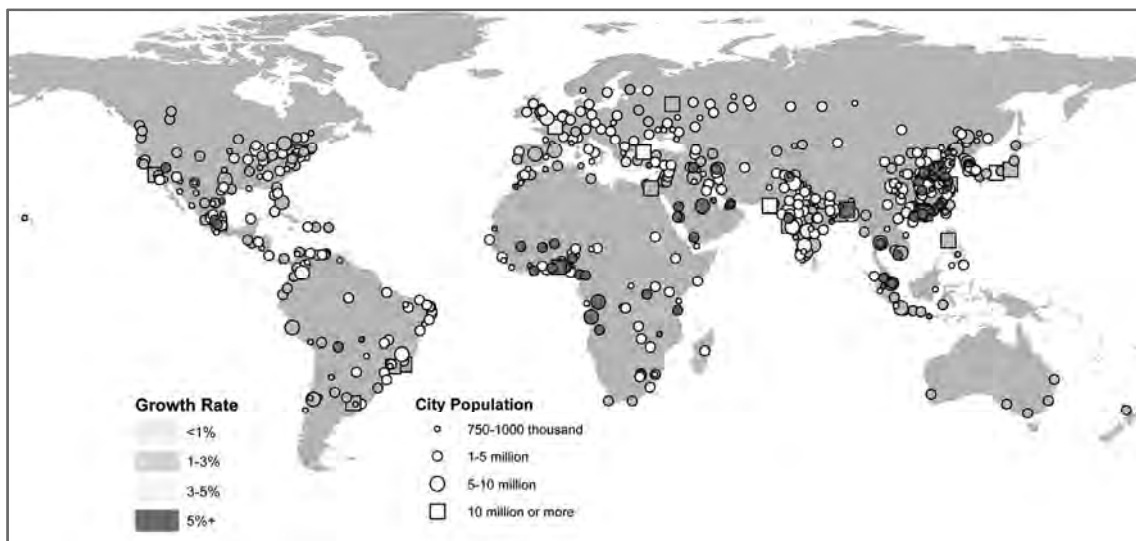 Growth Rate
<1%
1-3%
3-5%
5%+
City Population
750-1000 thousand
1-5 million
5-10 million
10 million or more